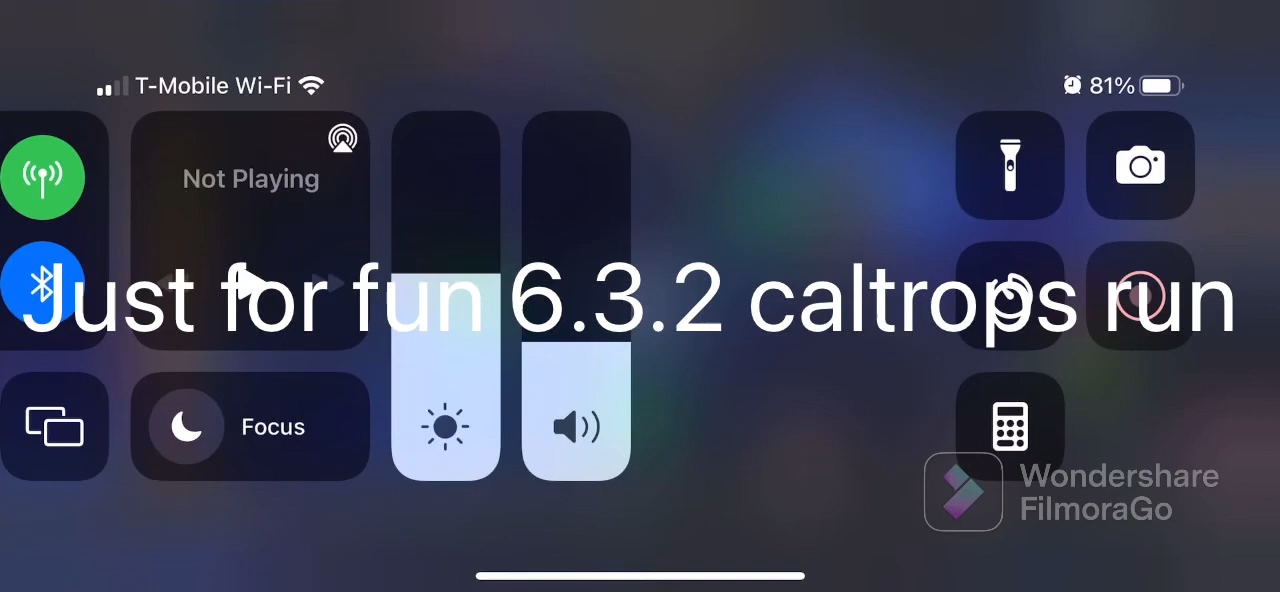 T-Mobile Wi-Fi
81%
Not Playing
Just for fun 6.3.2 caltrops run
Focus
Wondershare
FilmoraGo